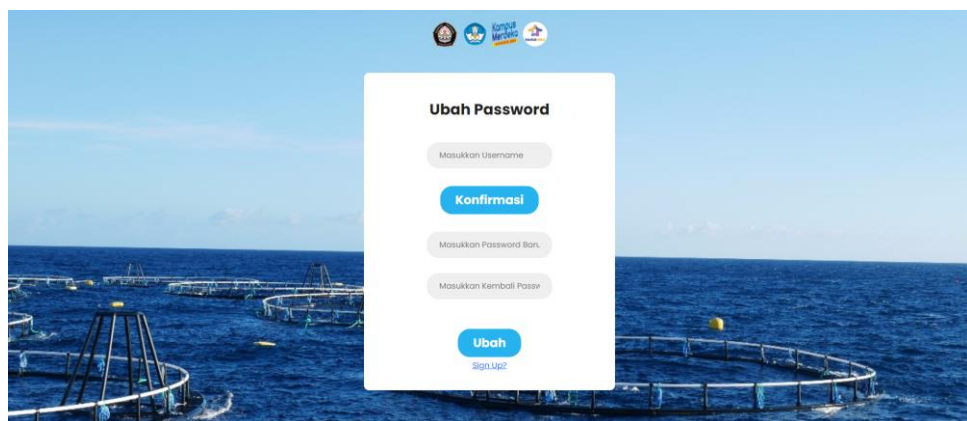 Kampus
Merdeka
Ubah Password
Masukkan Username
Konfirmasi
Masukkan Password Baru
Masukkan Kembali Passw
Ubah
Sign Up?